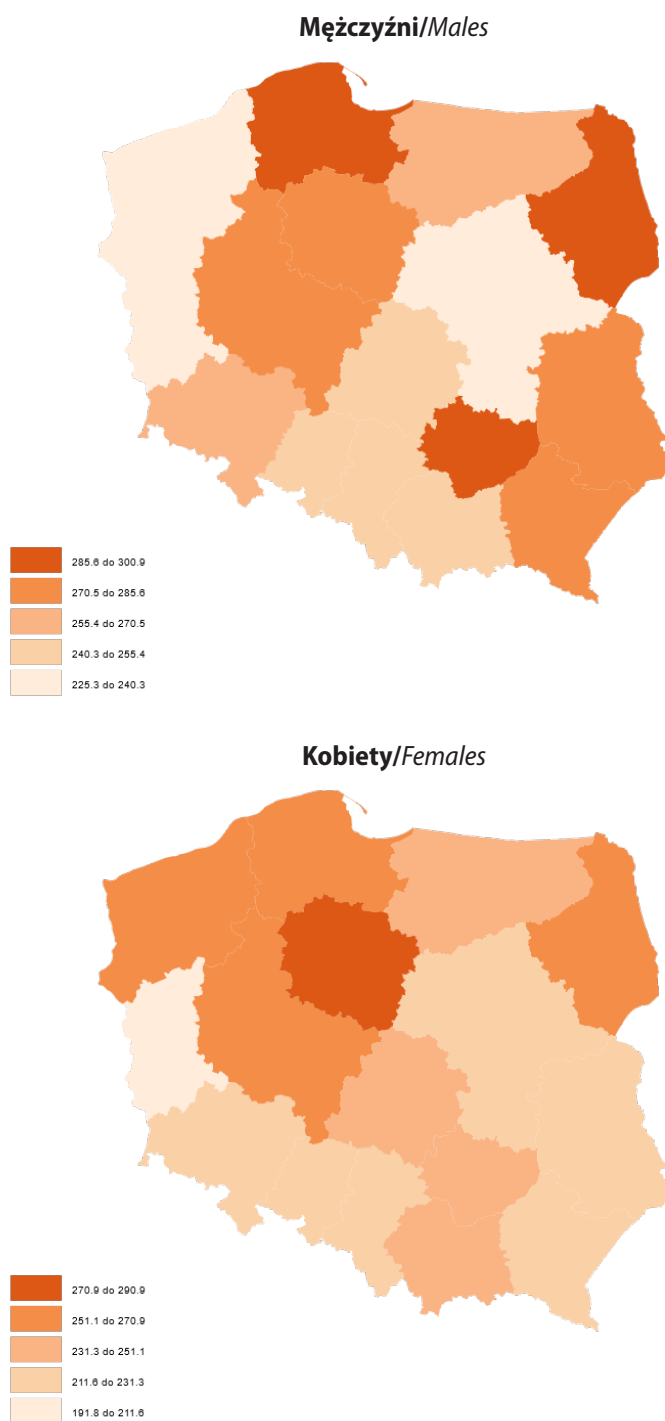 Mężczyźni/Males
285.6 do 300.9
270.5 do 285.6
255.4 do 270.5
240.3 do 255.4
225.3 do 240.3
Kobiety/Females
270.9 do 290.9
251.1 do 270.9
231.3 do 251.1
211.6 do 231.3
191.8 do 211.6